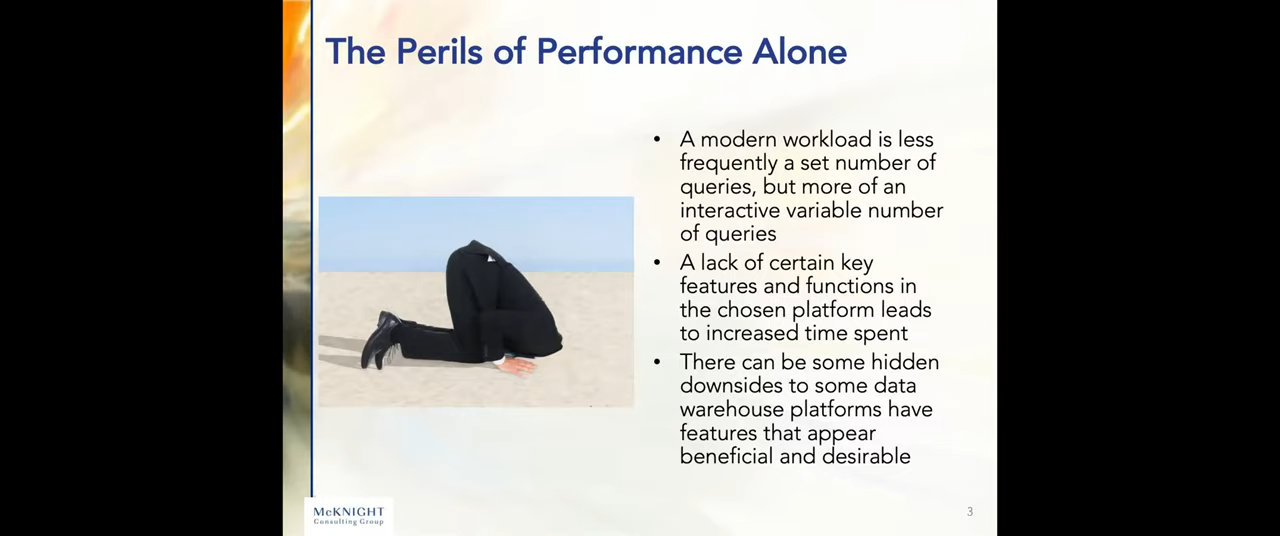 The Perils of Performance Alone
• A modern workload is less
frequently a set number of
queries, but more of an
interactive variable number
of queries
• A lack of certain key
features and functions in
the chosen platform leads
to increased time spent
• There can be some hidden
downsides to some data
warehouse platforms have
features that appear
beneficial and desirable
McKNIGHT
Consulting Group
3